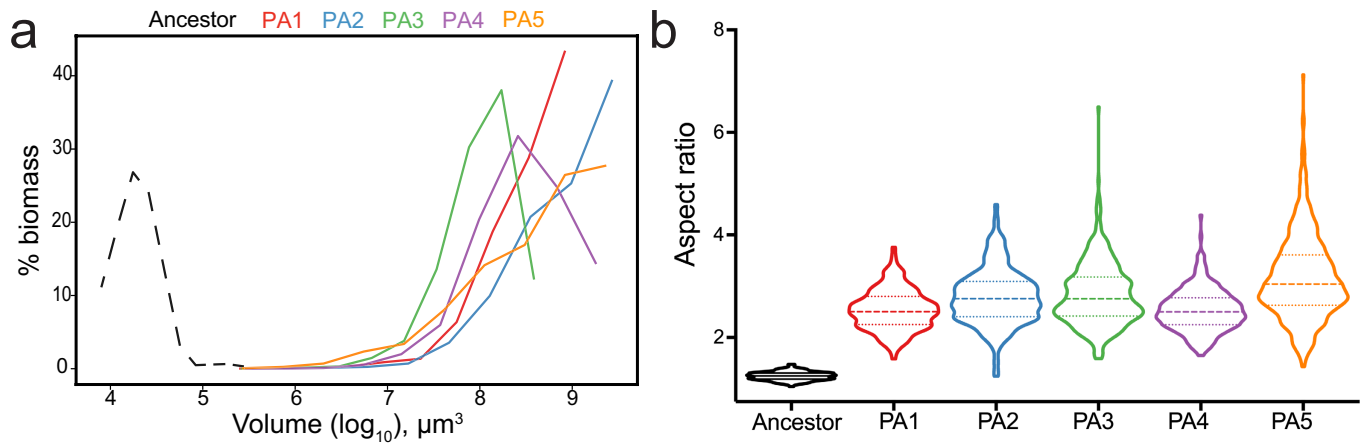 a
Ancestor PA1 PA2 PA3 PA4 PA5
% biomass
40
30
20
10
0
4 5 6 7 8 9
Volume (log10), μm³
b
Aspect ratio
8
6
4
2
Ancestor PA1 PA2 PA3 PA4 PA5